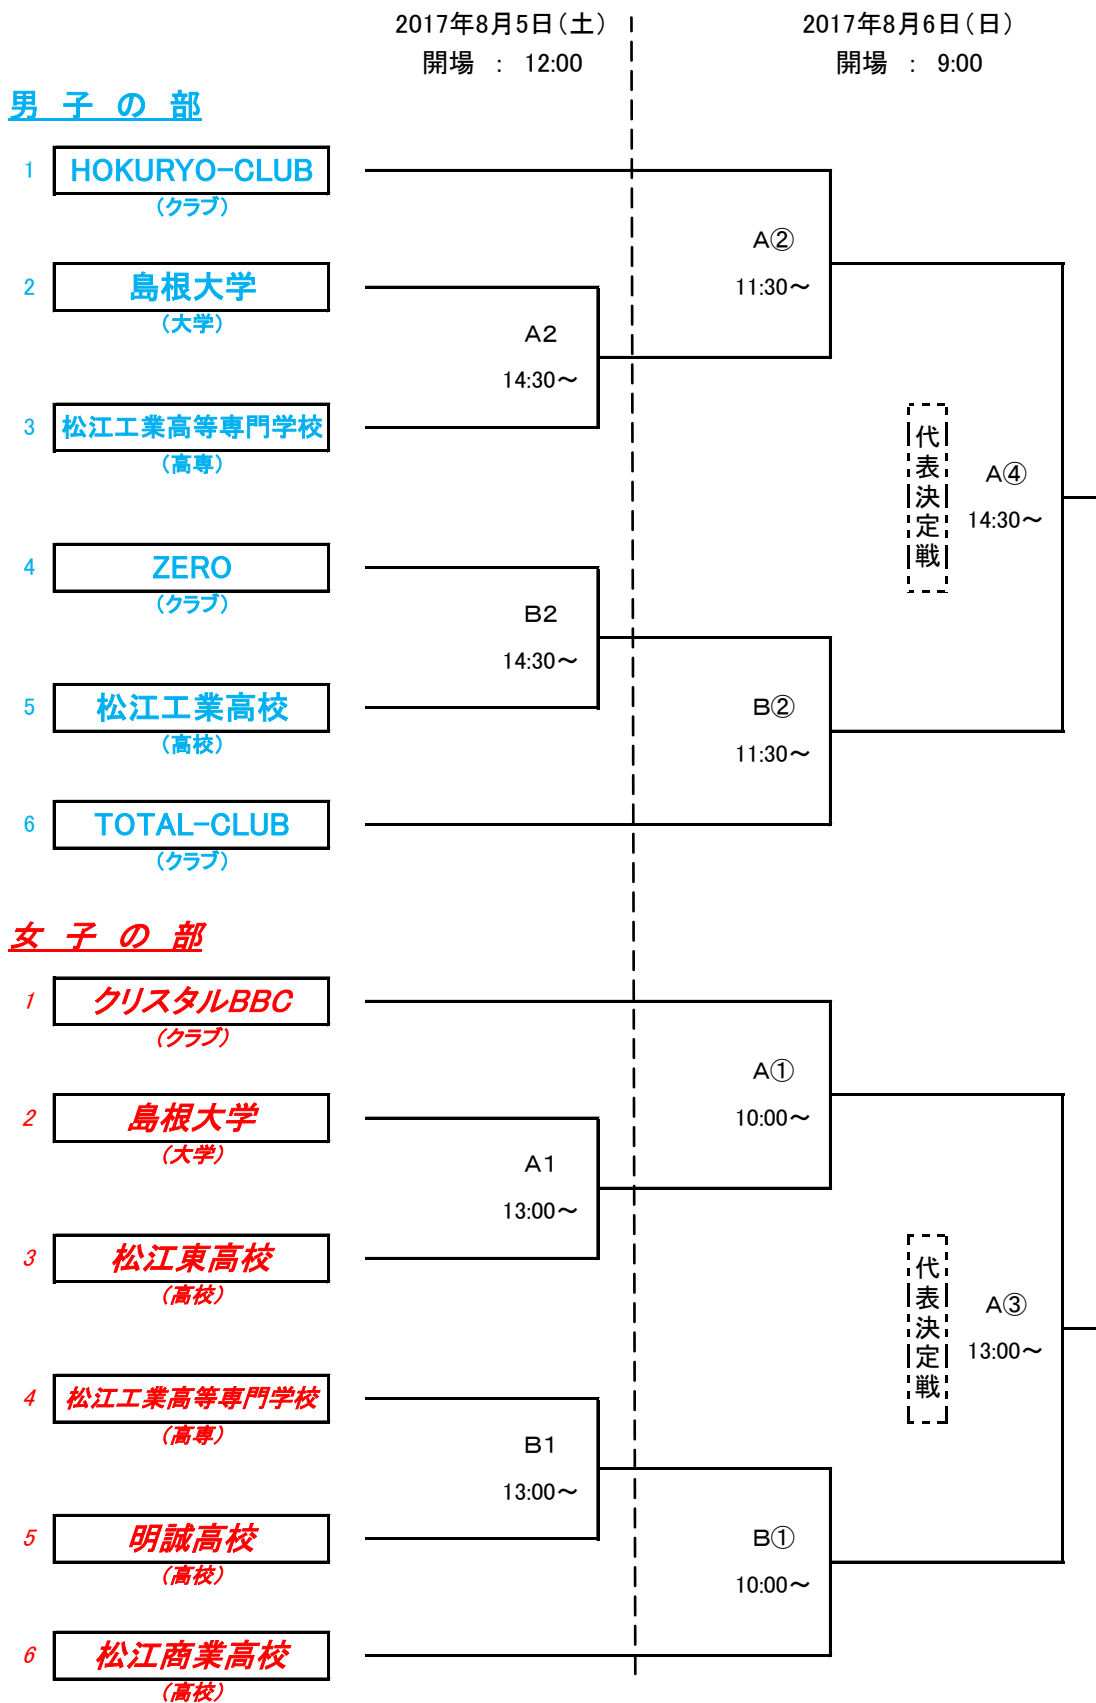 2017年8月5日(土)
2017年8月6日(日)
開場 ： 12:00
開場 ： 9:00
男 子 の 部
1 HOKURYO-CLUB
(クラブ)
A②
11:30～
2 島根大学
(大学)
A2
14:30～
3 松江工業高等専門学校
(高専)
代表決定戦
A④
14:30～
4 ZERO
(クラブ)
B2
14:30～
5 松江工業高校
(高校)
B②
11:30～
6 TOTAL-CLUB
(クラブ)
女 子 の 部
1 クリスタルBBC
(クラブ)
A①
10:00～
2 島根大学
(大学)
A1
13:00～
3 松江東高校
(高校)
代表決定戦
A③
13:00～
4 松江工業高等専門学校
(高専)
B1
13:00～
5 明誠高校
(高校)
B①
10:00～
6 松江商業高校
(高校)